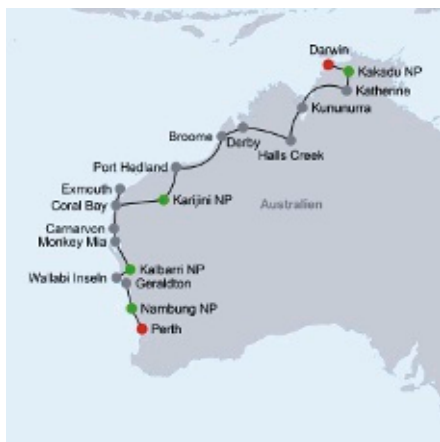 Darwin
Kakadu NP
Katherine
Kununurra
Broome
Derby
Halls Creek
Port Hedland
Exmouth
Coral Bay
Karijini NP
Australien
Carnarvon
Monkey Mia
Kalbarri NP
Wallabi Inseln
Geraldton
Nambung NP
Perth